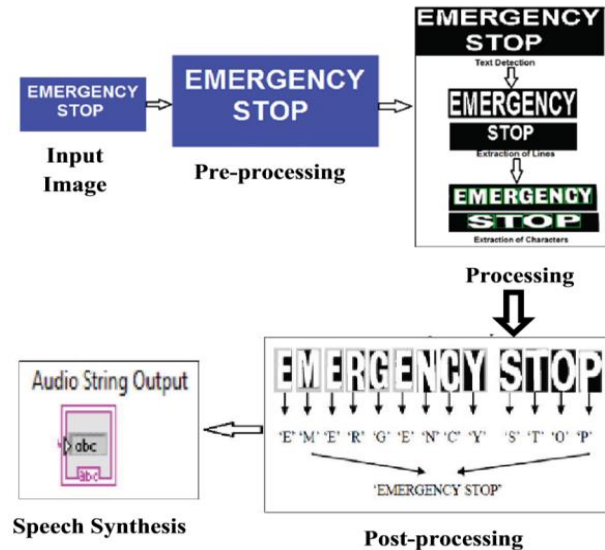 EMERGENCY
STOP
Input
Image
EMERGENCY
STOP
Pre-processing
EMERGENCY
STOP
Text Detection
EMERGENCY
STOP
Extraction of Lines
EMERGENCY
STOP
Extraction of Characters
Processing
EMERGENCY STOP
'E' 'M' 'E' 'R' 'G' 'E' 'N' 'C' 'Y' 'S' 'T' 'O' 'P'
'EMERGENCY STOP'
Post-processing
Audio String Output
abc
abc
Speech Synthesis